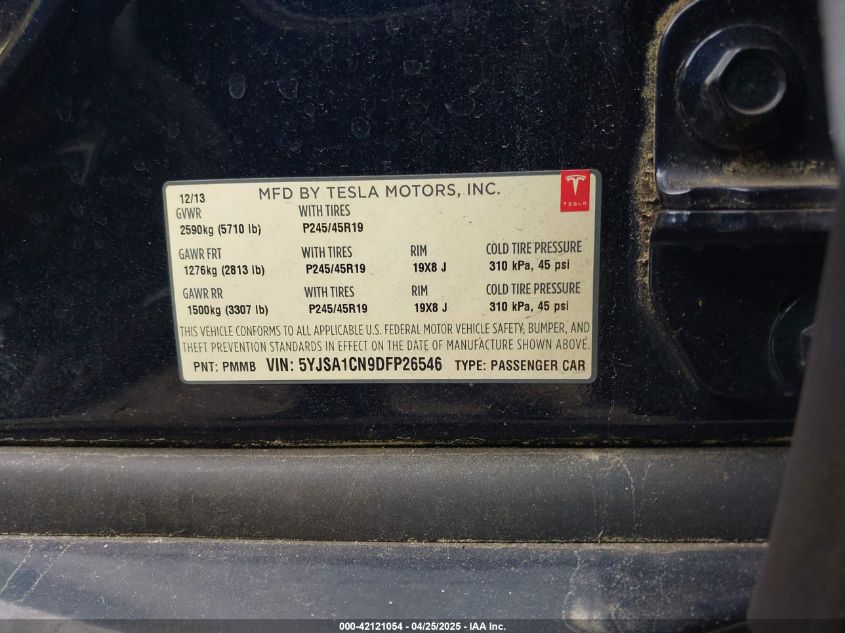 12/13 MFD BY TESLA MOTORS, INC.
TESLA
GVWR WITH TIRES
2590kg (5710 lb) P245/45R19
GAWR FRT WITH TIRES RIM COLD TIRE PRESSURE
1276kg (2813 lb) P245/45R19 19X8 J 310 kPa, 45 psi
GAWR RR WITH TIRES RIM COLD TIRE PRESSURE
1500kg (3307 lb) P245/45R19 19X8 J 310 kPa, 45 psi
THIS VEHICLE CONFORMS TO ALL APPLICABLE U.S. FEDERAL MOTOR VEHICLE SAFETY, BUMPER, AND
THEFT PREVENTION STANDARDS IN EFFECT ON THE DATE OF MANUFACTURE SHOWN ABOVE.
PNT: PMMB VIN: 5YJSA1CN9DFP26546 TYPE: PASSENGER CAR
000-42121054 - 04/25/2025 - IAA Inc.